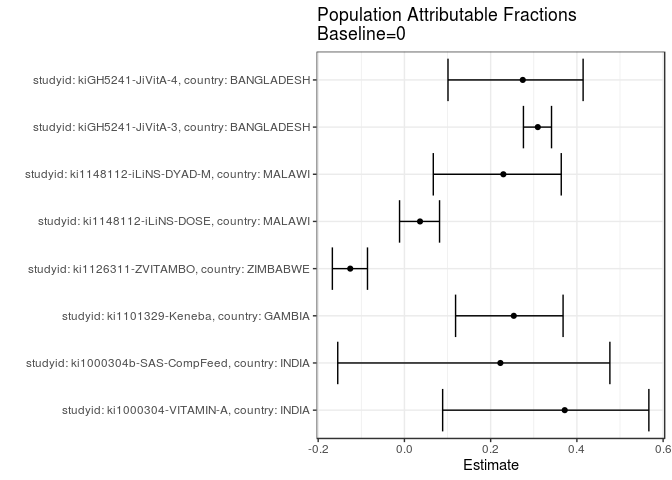 Population Attributable Fractions
Baseline=0
studyid: kiGH5241-JiVitA-4, country: BANGLADESH
studyid: kiGH5241-JiVitA-3, country: BANGLADESH
studyid: ki1148112-iLiNS-DYAD-M, country: MALAWI
studyid: ki1148112-iLiNS-DOSE, country: MALAWI
studyid: ki1126311-ZVITAMBO, country: ZIMBABWE
studyid: ki1101329-Keneba, country: GAMBIA
studyid: ki1000304b-SAS-CompFeed, country: INDIA
studyid: ki1000304-VITAMIN-A, country: INDIA
-0.2 0.0 0.2 0.4 0.6
Estimate